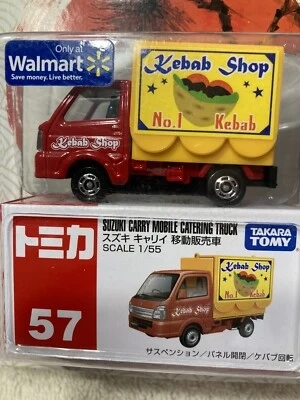 Only at
Walmart
Save money. Live better.
Kebab Shop
No.1 Kebab
Kebab Shop
トミカ
57
SUZUKI CARRY MOBILE CATERING TRUCK
スズキ キャリイ 移動販売車
SCALE 1/55
TAKARA
TOMY
Kebab Shop
No.1 Kebab
Kebab Shop
サスペンション/パネル開閉/ケバブ回転